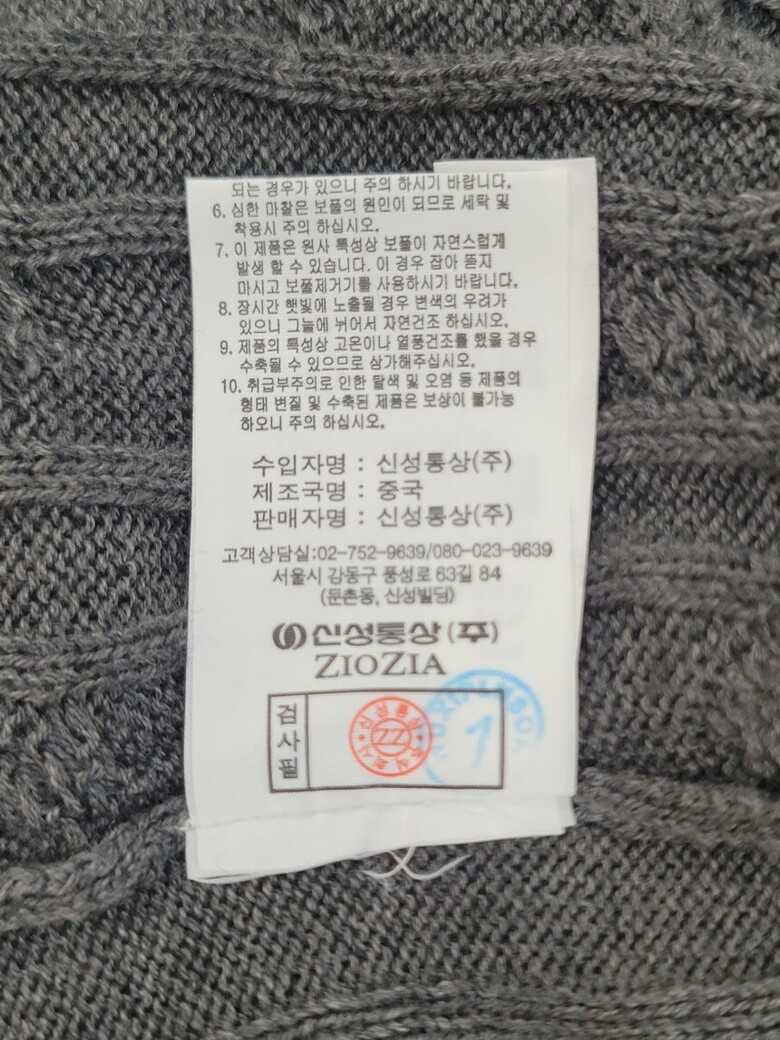 되는 경우가 있으니 주의 하시기 바랍니다.
6. 심한 마찰은 보풀의 원인이 되므로 세탁 및
착용시 주의 하십시오.
7. 이 제품은 원사 특성상 보풀이 자연스럽게
발생 할 수 있습니다. 이 경우 잡아 뜯지
마시고 보풀제거기를 사용하시기 바랍니다.
8. 장시간 햇빛에 노출될 경우 변색의 우려가
있으니 그늘에 뉘어서 자연건조 하십시오.
9. 제품의 특성상 고온이나 열풍건조를 했을 경우
수축될 수 있으므로 삼가해주십시오.
10. 취급부주의로 인한 탈색 및 오염 등 제품의
형태 변질 및 수축된 제품은 보상이 불가능
하오니 주의 하십시오.
수입자명 : 신성통상(주)
제조국명 : 중국
판매자명 : 신성통상(주)
고객상담실:02-752-9639/080-023-9639
서울시 강동구 풍성로 63길 84
(둔촌동, 신성빌딩)
신성통상(주)
ZIOZIA
검사필
신성통상 주식회사
ZZ
1